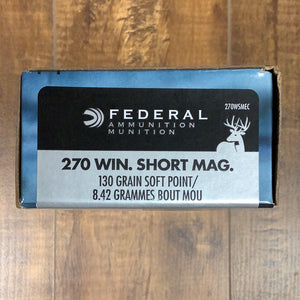 270WSMEC
FEDERAL
AMMUNITION
MUNITION
270 WIN. SHORT MAG.
130 GRAIN SOFT POINT/
8.42 GRAMMES BOUT MOU